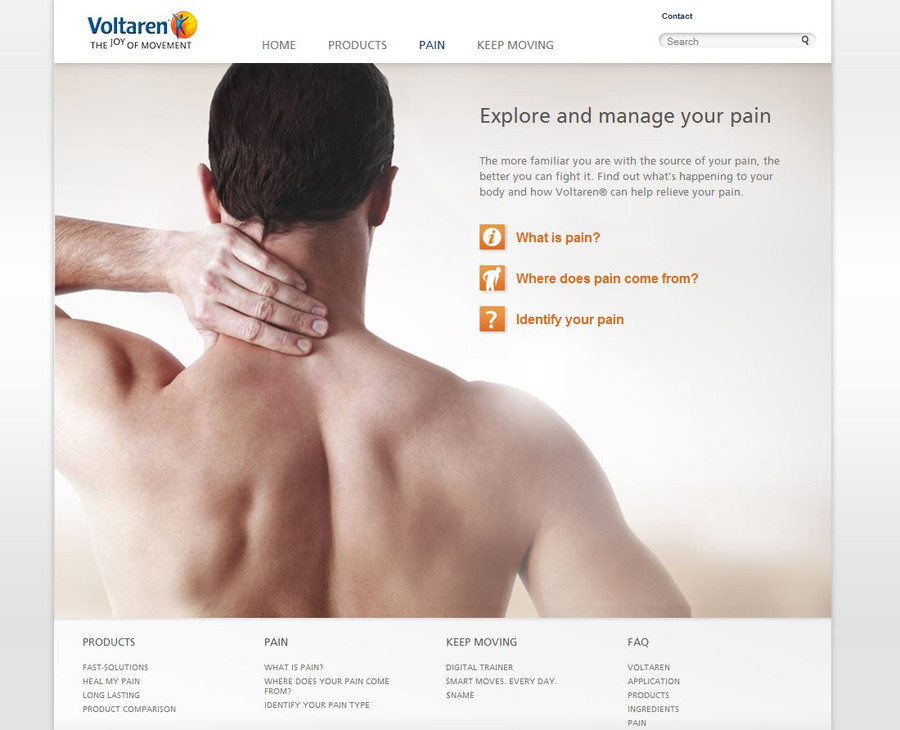 Voltaren
THE JOY OF MOVEMENT
HOME
PRODUCTS
PAIN
KEEP MOVING
Contact
Search
Explore and manage your pain
The more familiar you are with the source of your pain, the
better you can fight it. Find out what's happening to your
body and how Voltaren® can help relieve your pain.
What is pain?
Where does pain come from?
Identify your pain
PRODUCTS
FAST-SOLUTIONS
HEAL MY PAIN
LONG LASTING
PRODUCT COMPARISON
PAIN
WHAT IS PAIN?
WHERE DOES YOUR PAIN COME
FROM?
IDENTIFY YOUR PAIN TYPE
KEEP MOVING
DIGITAL TRAINER
SMART MOVES. EVERY DAY.
$NAME
FAQ
VOLTAREN
APPLICATION
PRODUCTS
INGREDIENTS
PAIN